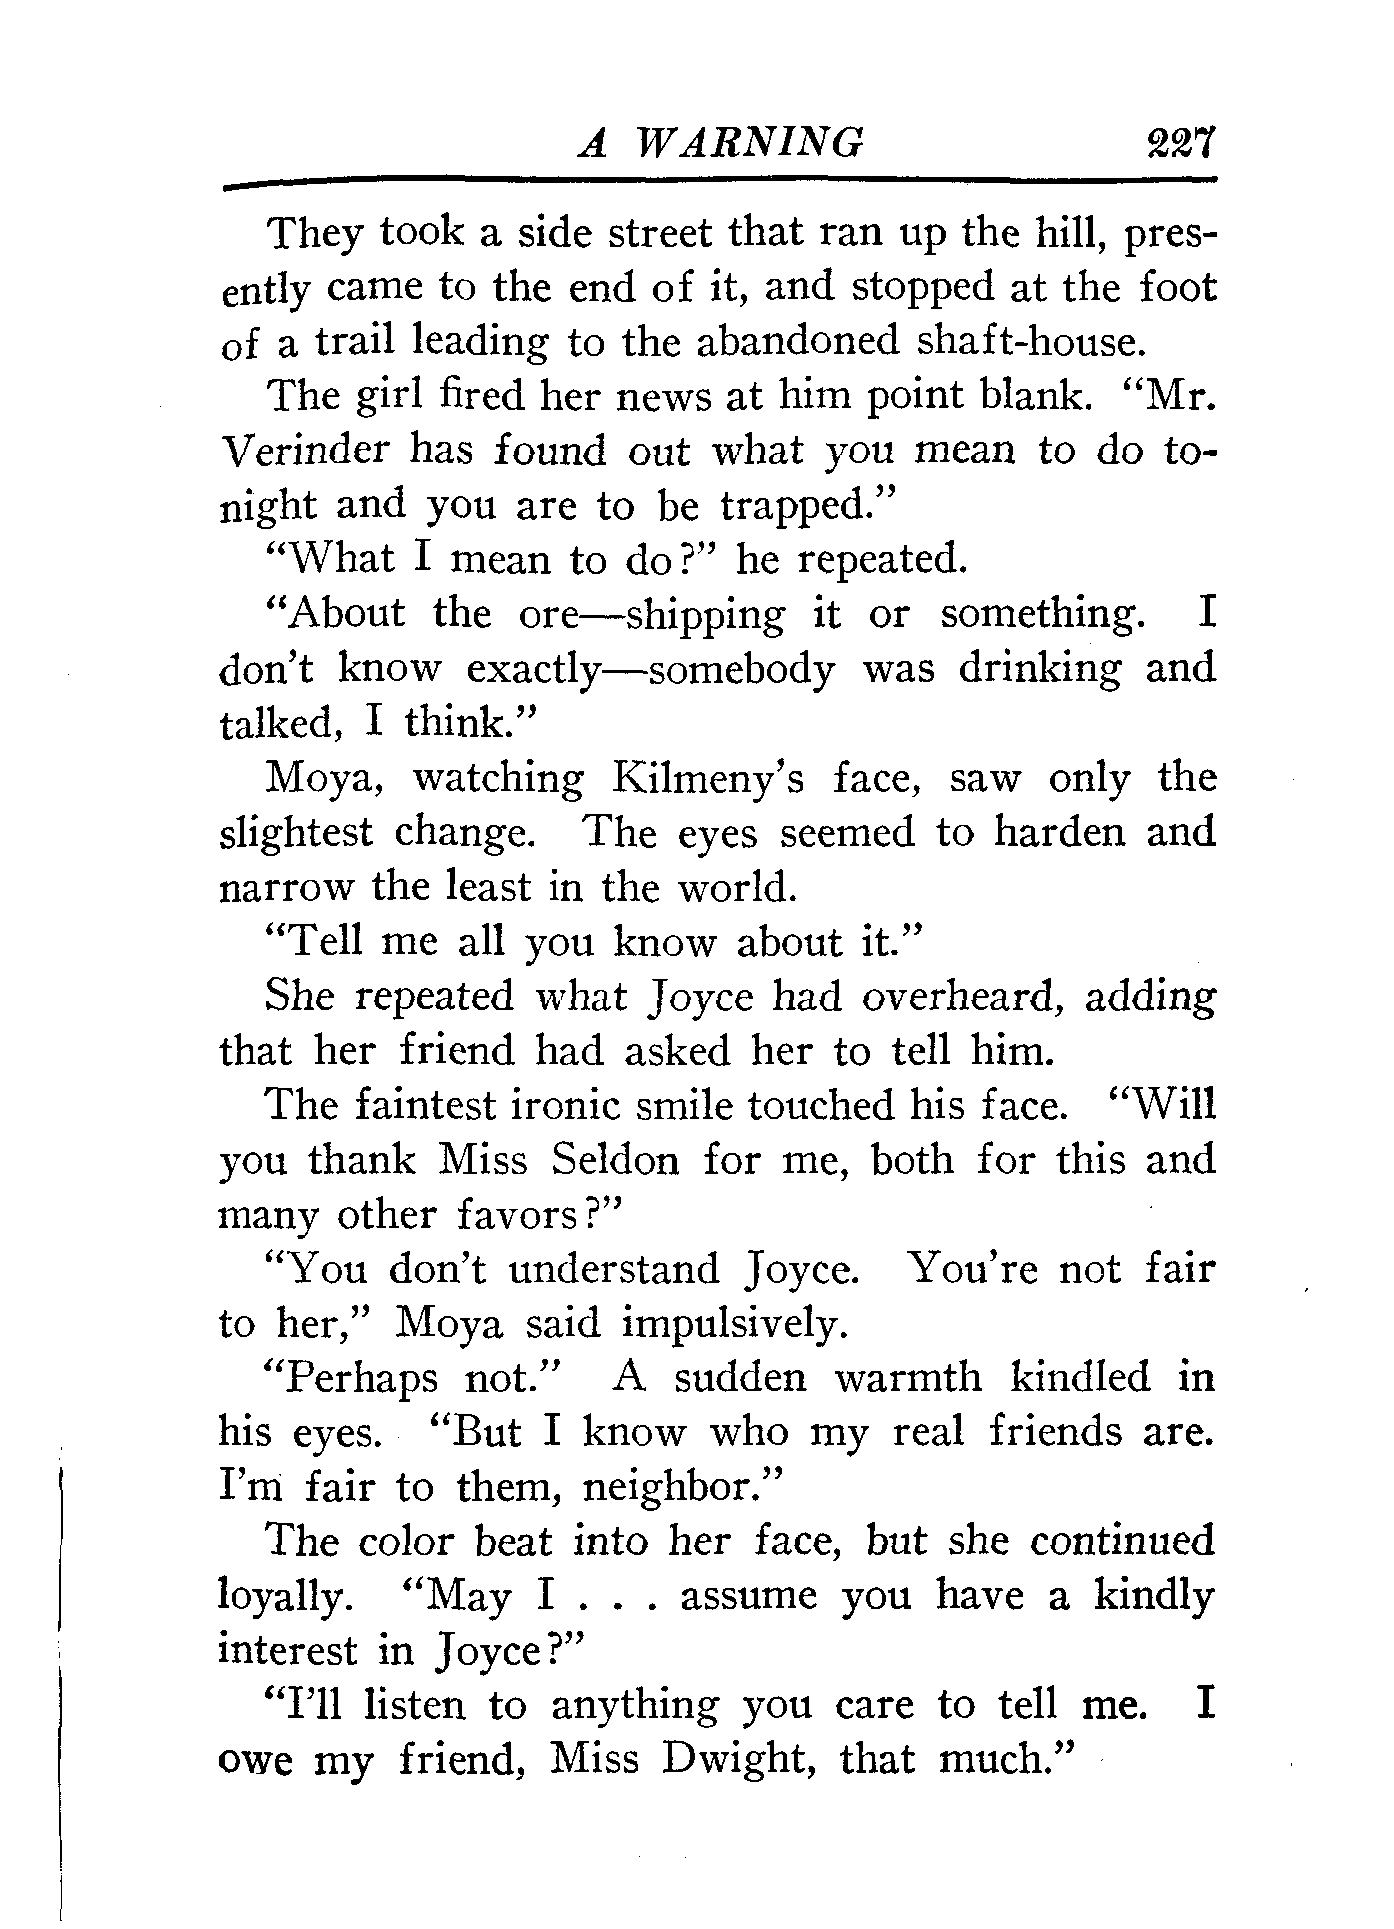 A WARNING 227
They took a side street that ran up the hill, pres-
ently came to the end of it, and stopped at the foot
of a trail leading to the abandoned shaft-house.
The girl fired her news at him point blank. “Mr.
Verinder has found out what you mean to do to-
night and you are to be trapped.”
“What I mean to do?” he repeated.
“About the ore—shipping it or something. I
don’t know exactly—somebody was drinking and
talked, I think.”
Moya, watching Kilmeny’s face, saw only the
slightest change. The eyes seemed to harden and
narrow the least in the world.
“Tell me all you know about it.”
She repeated what Joyce had overheard, adding
that her friend had asked her to tell him.
The faintest ironic smile touched his face. “Will
you thank Miss Seldon for me, both for this and
many other favors?”
“You don’t understand Joyce. You’re not fair
to her,” Moya said impulsively.
“Perhaps not.” A sudden warmth kindled in
his eyes. “But I know who my real friends are.
I’m fair to them, neighbor.”
The color beat into her face, but she continued
loyally. “May I . . . assume you have a kindly
interest in Joyce?”
“I’ll listen to anything you care to tell me. I
owe my friend, Miss Dwight, that much.”